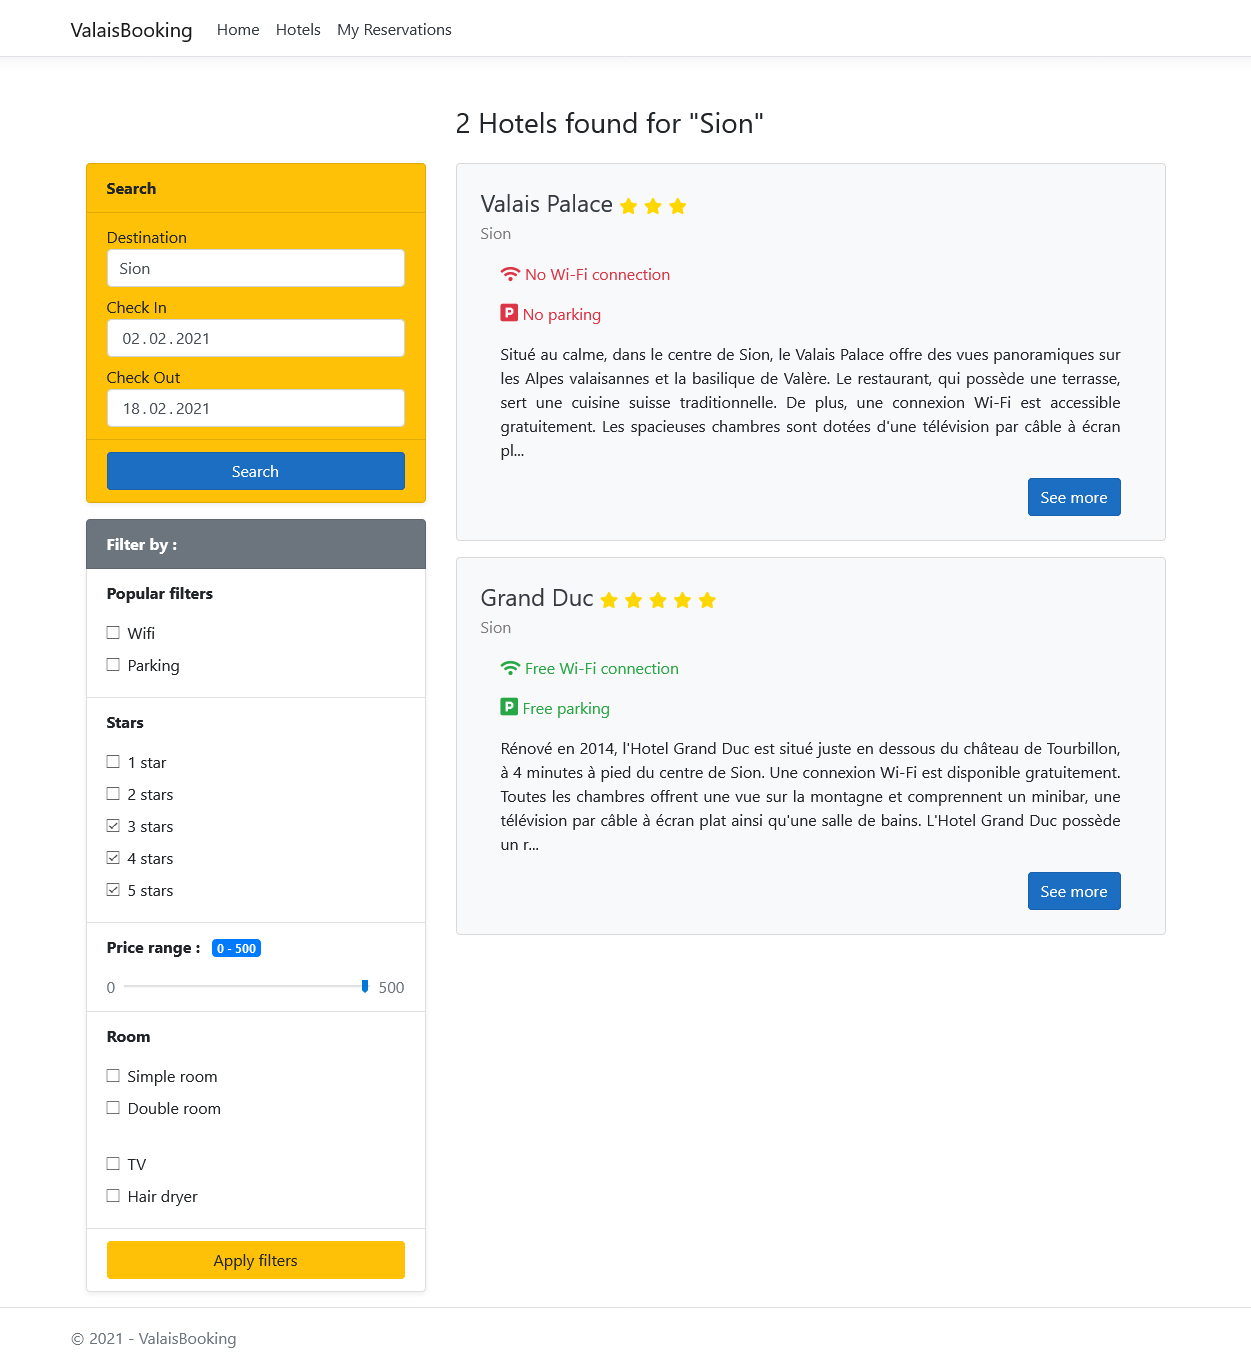 ValaisBooking Home Hotels My Reservations
2 Hotels found for "Sion"
Search
Destination
Sion
Check In
02.02.2021
Check Out
18.02.2021
Search
Filter by :
Popular filters
Wifi
Parking
Stars
1 star
2 stars
3 stars
4 stars
5 stars
Price range : 0 - 500
0 500
Room
Simple room
Double room
TV
Hair dryer
Apply filters
Valais Palace
Sion
No Wi-Fi connection
P No parking
Situé au calme, dans le centre de Sion, le Valais Palace offre des vues panoramiques sur
les Alpes valaisannes et la basilique de Valère. Le restaurant, qui possède une terrasse,
sert une cuisine suisse traditionnelle. De plus, une connexion Wi-Fi est accessible
gratuitement. Les spacieuses chambres sont dotées d'une télévision par câble à écran
pl...
See more
Grand Duc
Sion
Free Wi-Fi connection
P Free parking
Rénové en 2014, l'Hotel Grand Duc est situé juste en dessous du château de Tourbillon,
à 4 minutes à pied du centre de Sion. Une connexion Wi-Fi est disponible gratuitement.
Toutes les chambres offrent une vue sur la montagne et comprennent un minibar, une
télévision par câble à écran plat ainsi qu'une salle de bains. L'Hotel Grand Duc possède
un r...
See more
© 2021 - ValaisBooking